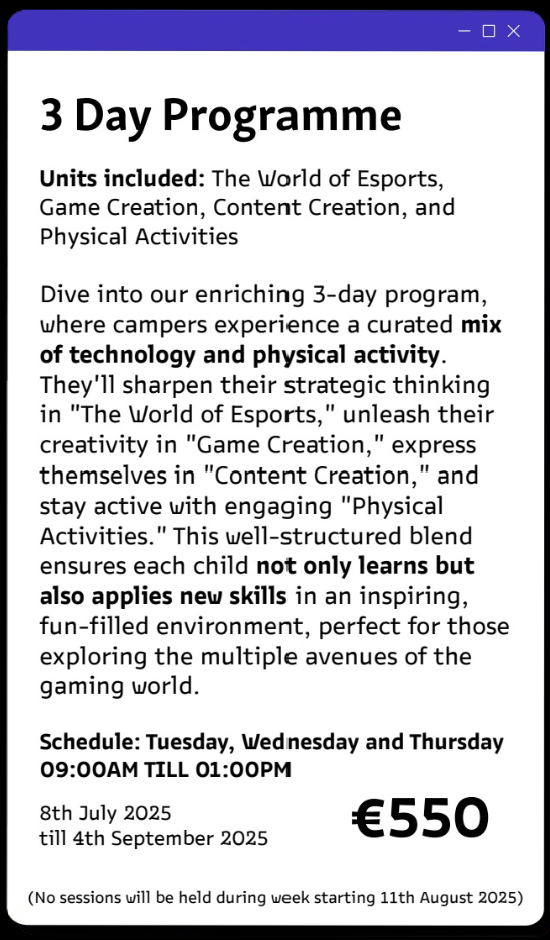 3 Day Programme
Units included: The World of Esports,
Game Creation, Content Creation, and
Physical Activities
Dive into our enriching 3-day program,
where campers experience a curated mix
of technology and physical activity.
They'll sharpen their strategic thinking
in "The World of Esports," unleash their
creativity in "Game Creation," express
themselves in "Content Creation," and
stay active with engaging "Physical
Activities." This well-structured blend
ensures each child not only learns but
also applies new skills in an inspiring,
fun-filled environment, perfect for those
exploring the multiple avenues of the
gaming world.
Schedule: Tuesday, Wednesday and Thursday
09:00AM TILL 01:00PM
8th July 2025
till 4th September 2025
€550
(No sessions will be held during week starting 11th August 2025)